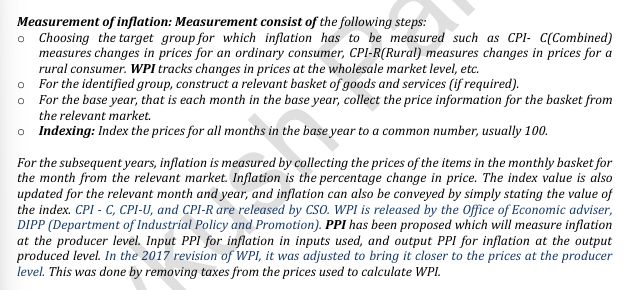 Measurement of inflation: Measurement consist of the following steps:
o Choosing the target group for which inflation has to be measured such as CPI- C(Combined)
measures changes in prices for an ordinary consumer, CPI-R(Rural) measures changes in prices for a
rural consumer. WPI tracks changes in prices at the wholesale market level, etc.
o For the identified group, construct a relevant basket of goods and services (if required).
o For the base year, that is each month in the base year, collect the price information for the basket from
the relevant market.
o Indexing: Index the prices for all months in the base year to a common number, usually 100.
For the subsequent years, inflation is measured by collecting the prices of the items in the monthly basket for
the month from the relevant market. Inflation is the percentage change in price. The index value is also
updated for the relevant month and year, and inflation can also be conveyed by simply stating the value of
the index. CPI - C, CPI-U, and CPI-R are released by CSO. WPI is released by the Office of Economic adviser,
DIPP (Department of Industrial Policy and Promotion). PPI has been proposed which will measure inflation
at the producer level. Input PPI for inflation in inputs used, and output PPI for inflation at the output
produced level. In the 2017 revision of WPI, it was adjusted to bring it closer to the prices at the producer
level. This was done by removing taxes from the prices used to calculate WPI.